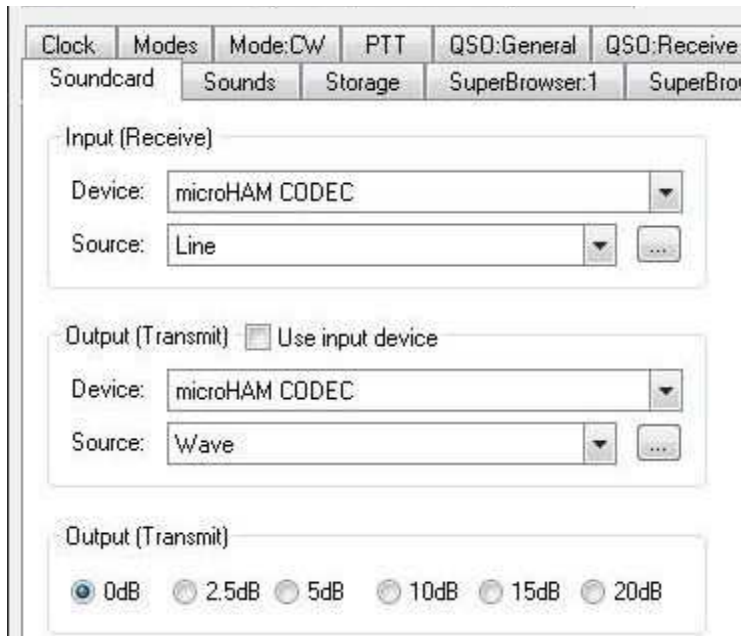 Clock Modes Mode:CW PTT QSO:General QSO:Receive
Soundcard Sounds Storage SuperBrowser:1
Input (Receive)
Device: microHAM CODEC
Source: Line ...
Output (Transmit) Use input device
Device: microHAM CODEC
Source: Wave ...
Output (Transmit)
0dB 2.5dB 5dB 10dB 15dB 20dB